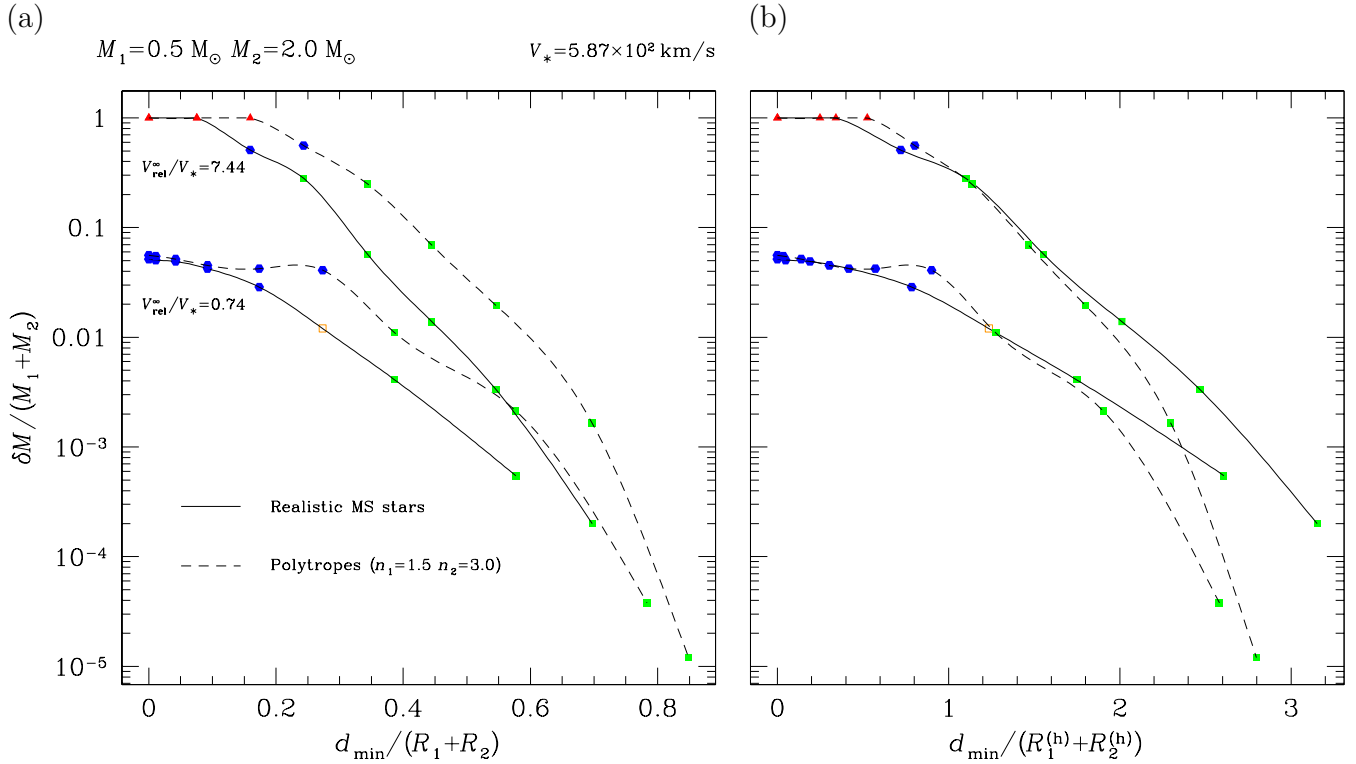 (a)
(b)
M₁=0.5 M⊙ M₂=2.0 M⊙
V*=5.87×10² km/s
1
0.1
0.01
10⁻³
10⁻⁴
10⁻⁵
δM/(M₁+M₂)
V∞rel/V*=7.44
V∞rel/V*=0.74
Realistic MS stars
Polytropes (n₁=1.5 n₂=3.0)
0 0.2 0.4 0.6 0.8
d_min/(R₁+R₂)
0 1 2 3
d_min/(R₁⁽ʰ⁾+R₂⁽ʰ⁾)